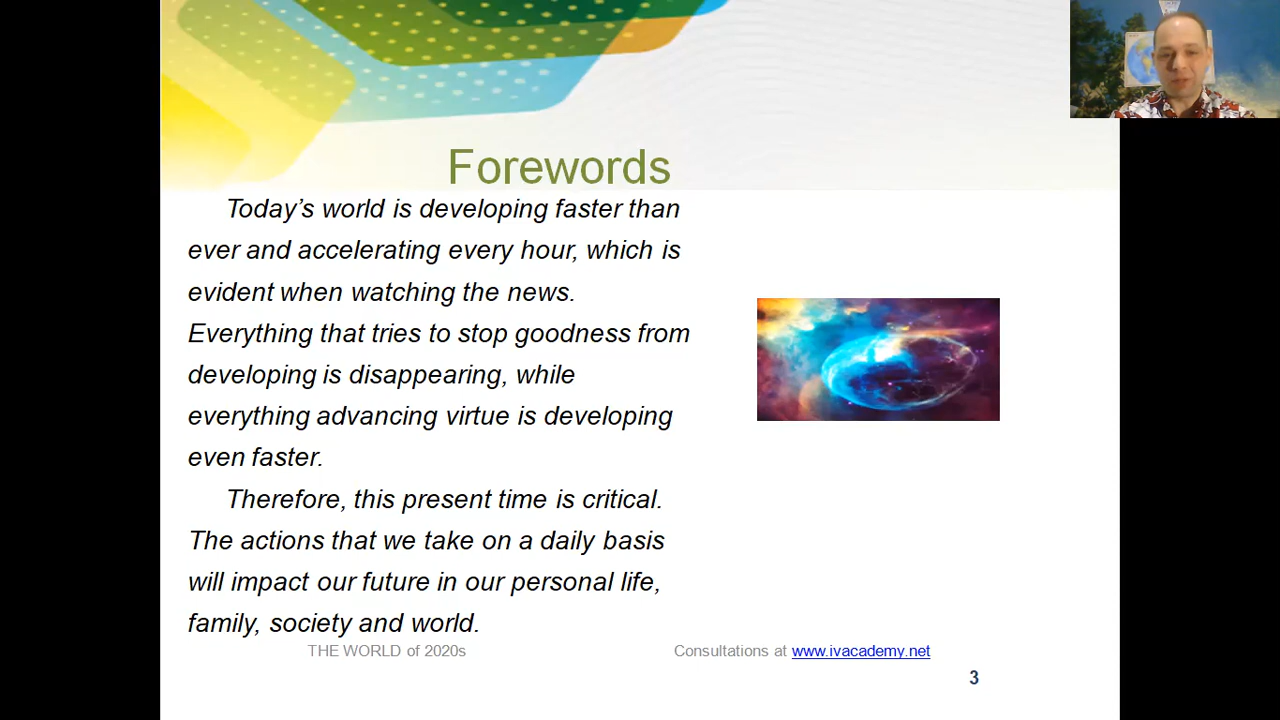 Forewords
Today’s world is developing faster than
ever and accelerating every hour, which is
evident when watching the news.
Everything that tries to stop goodness from
developing is disappearing, while
everything advancing virtue is developing
even faster.
Therefore, this present time is critical.
The actions that we take on a daily basis
will impact our future in our personal life,
family, society and world.
THE WORLD of 2020s
Consultations at www.ivacademy.net
3